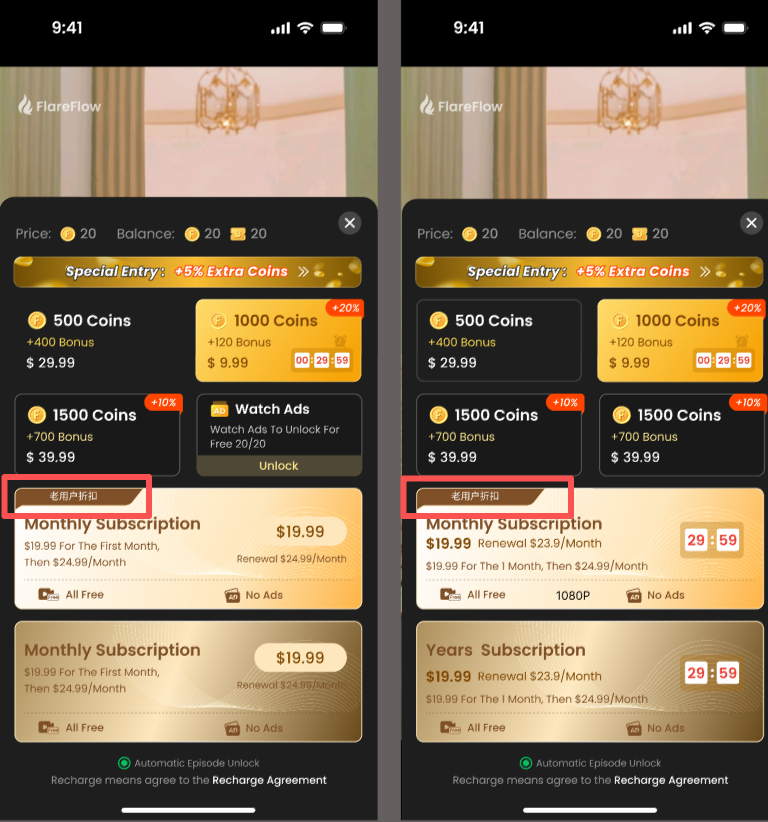 9:41
FlareFlow
Price: 20 Balance: 20 20
Special Entry: +5% Extra Coins
500 Coins
+400 Bonus
$ 29.99
+20%
1000 Coins
+120 Bonus
$ 9.99
00:29:59
+10%
1500 Coins
+700 Bonus
$ 39.99
AD Watch Ads
Watch Ads To Unlock For
Free 20/20
Unlock
老用户折扣
Monthly Subscription
$19.99 For The First Month,
Then $24.99/Month
$19.99
Renewal $24.99/Month
All Free
AD No Ads
Monthly Subscription
$19.99 For The First Month,
Then $24.99/Month
$19.99
Renewal $24.99/Month
All Free
AD No Ads
Automatic Episode Unlock
Recharge means agree to the Recharge Agreement
9:41
FlareFlow
Price: 20 Balance: 20 20
Special Entry: +5% Extra Coins
500 Coins
+400 Bonus
$ 29.99
+20%
1000 Coins
+120 Bonus
$ 9.99
00:29:59
+10%
1500 Coins
+700 Bonus
$ 39.99
+10%
1500 Coins
+700 Bonus
$ 39.99
老用户折扣
Monthly Subscription
$19.99 Renewal $23.9/Month
29:59
$19.99 For The 1 Month, Then $24.99/Month
All Free
1080P
AD No Ads
Years Subscription
$19.99 Renewal $23.9/Month
29:59
$19.99 For The 1 Month, Then $24.99/Month
All Free
AD No Ads
Automatic Episode Unlock
Recharge means agree to the Recharge Agreement